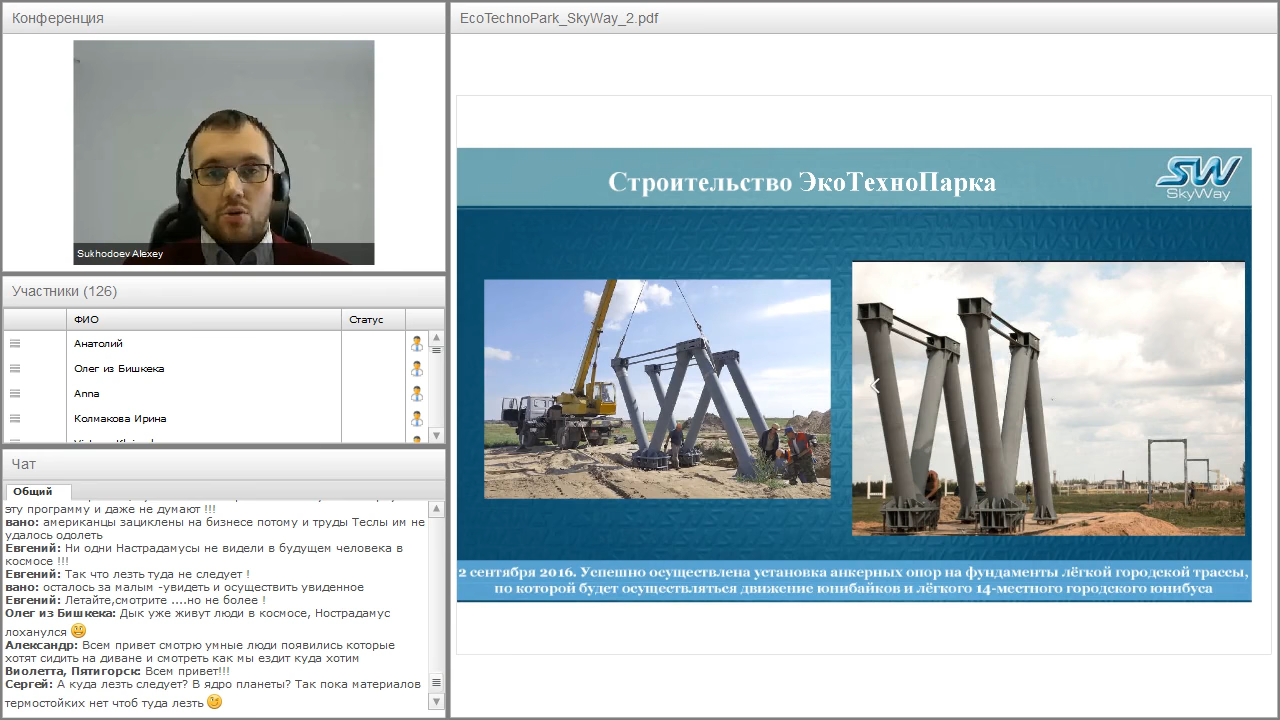 Конференция
Sukhodoev Alexey
Участники (126)
ФИО
Статус
Анатолий
Олег из Бишкека
Anna
Колмакова Ирина
Чат
Общий
эту программу и даже не думают !!!
вано: американцы зациклены на бизнесе потому и труды Теслы им не
удалось одолеть
Евгений: Ни одни Настрадамусы не видели в будущем человека в
космосе !!!
Евгений: Так что лезть туда не следует !
вано: осталось за малым -увидеть и осуществить увиденное
Евгений: Летайте,смотрите ....но не более !
Олег из Бишкека: Дык уже живут люди в космосе, Нострадамус
лоханулся
Александр: Всем привет смотрю умные люди появились которые
хотят сидить на диване и смотреть как мы ездит куда хотим
Виолетта, Пятигорск: Всем привет!!!
Сергей: А куда лезть следует? В ядро планеты? Так пока материалов
термостойких нет чтоб туда лезть
EcoTechnoPark_SkyWay_2.pdf
Строительство ЭкоТехноПарка
SW
SkyWay
2 сентября 2016. Успешно осуществлена установка анкерных опор на фундаменты лёгкой городской трассы,
по которой будет осуществляться движение юнибайков и лёгкого 14-местного городского юнибуса